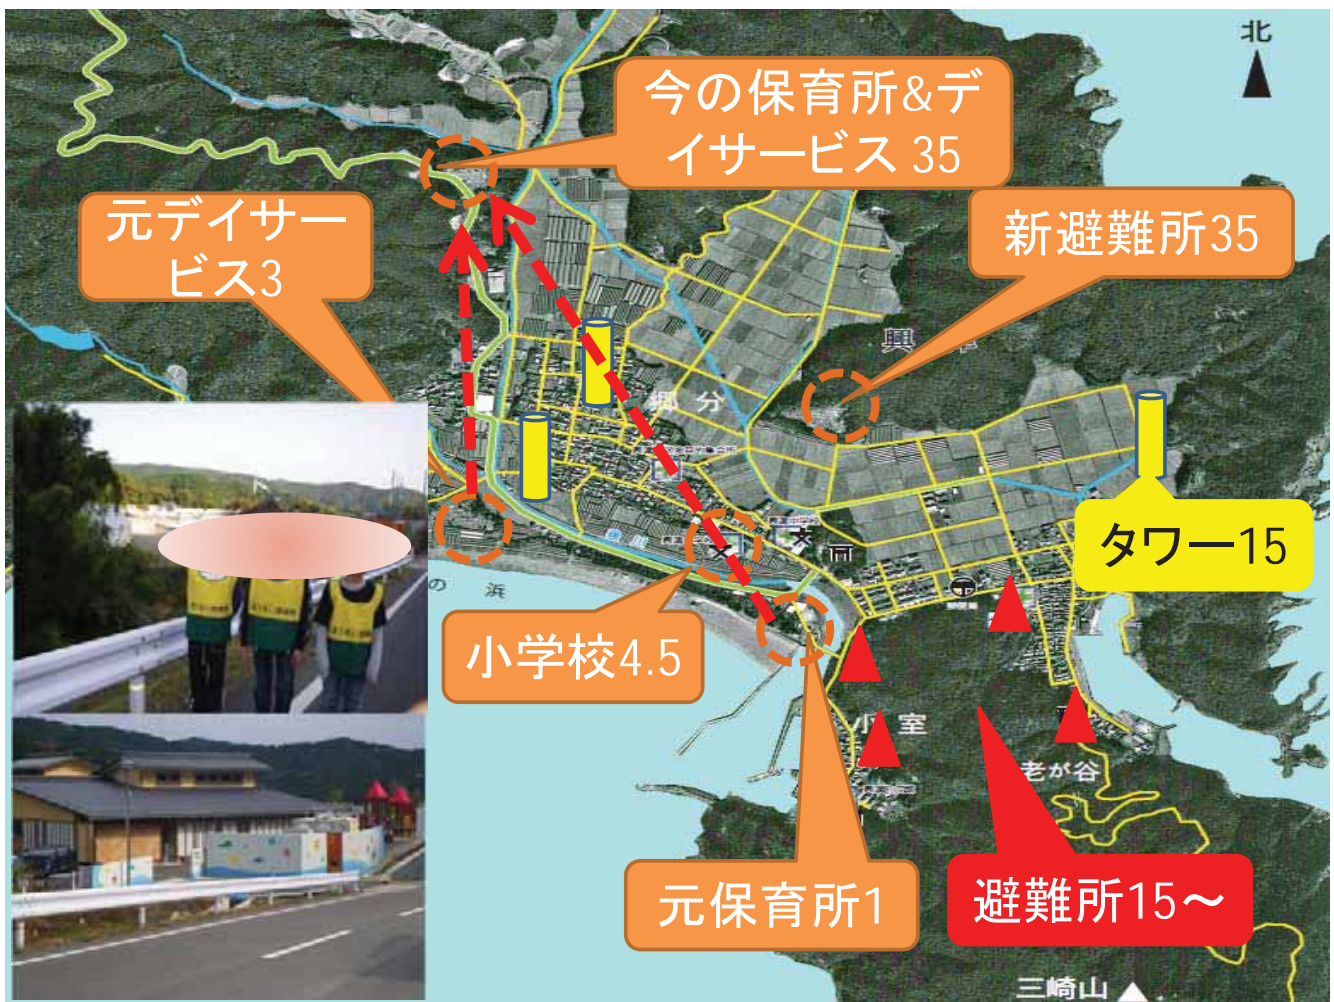 北
今の保育所&デ
イサービス 35
元デイサー
ビス3
新避難所35
郷分
タワー15
の 浜
小学校4.5
小室
老が谷
元保育所1
避難所15～
三崎山